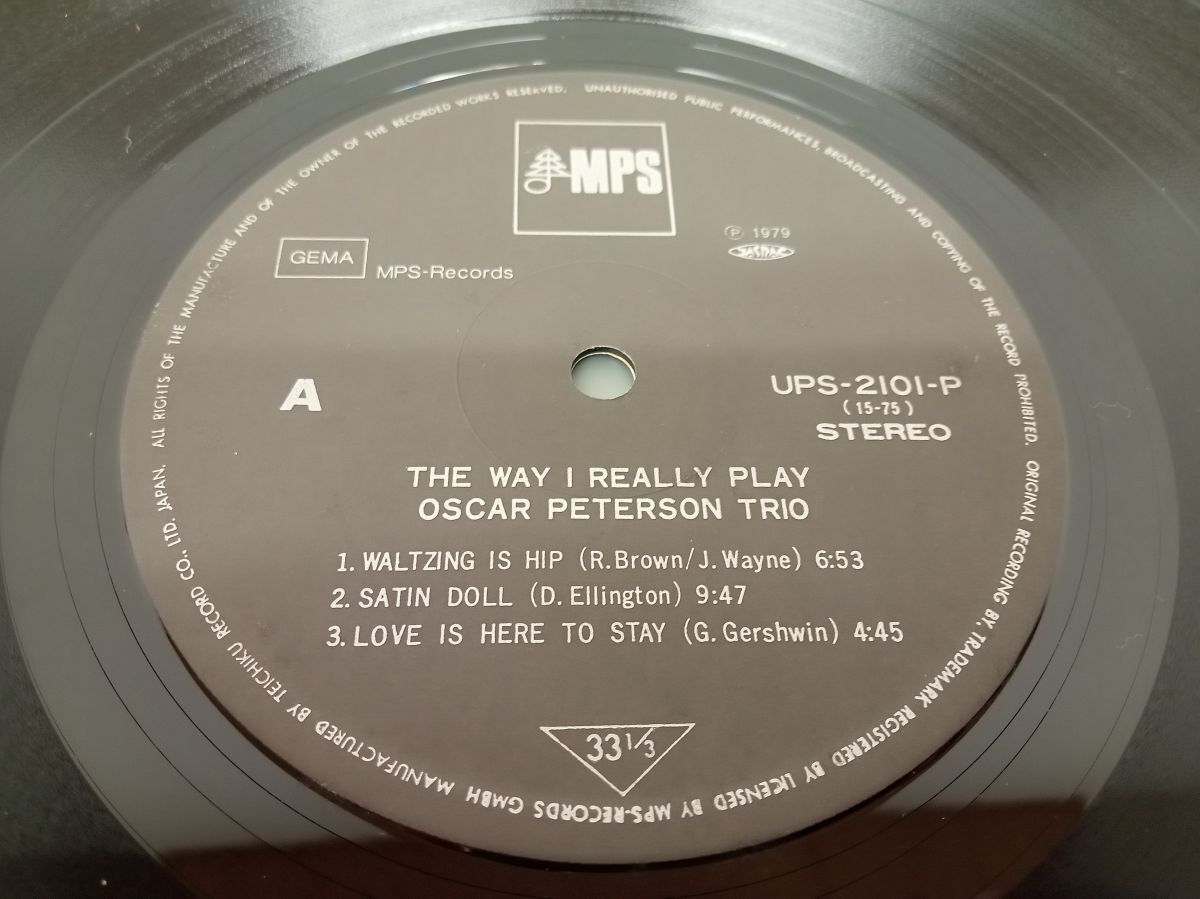 MPS
GEMA
MPS-Records
Ⓟ 1979
JASRAC
A
UPS-2101-P
(15-75)
STEREO
THE WAY I REALLY PLAY
OSCAR PETERSON TRIO
1. WALTZING IS HIP (R.Brown/J.Wayne) 6:53
2. SATIN DOLL (D.Ellington) 9:47
3. LOVE IS HERE TO STAY (G.Gershwin) 4:45
33 1/3
ALL RIGHTS OF THE MANUFACTURE AND OF THE OWNER OF THE RECORDED WORKS RESERVED. UNAUTHORISED PUBLIC PERFORMANCES, BROADCASTING AND COPYING OF THE RECORD PROHIBITED. ORIGINAL RECORDING BY, TRADEMARK REGISTERED BY LICENSED BY MPS-RECORDS GMBH MANUFACTURED BY TEICHIKU RECORD CO., LTD. JAPAN.